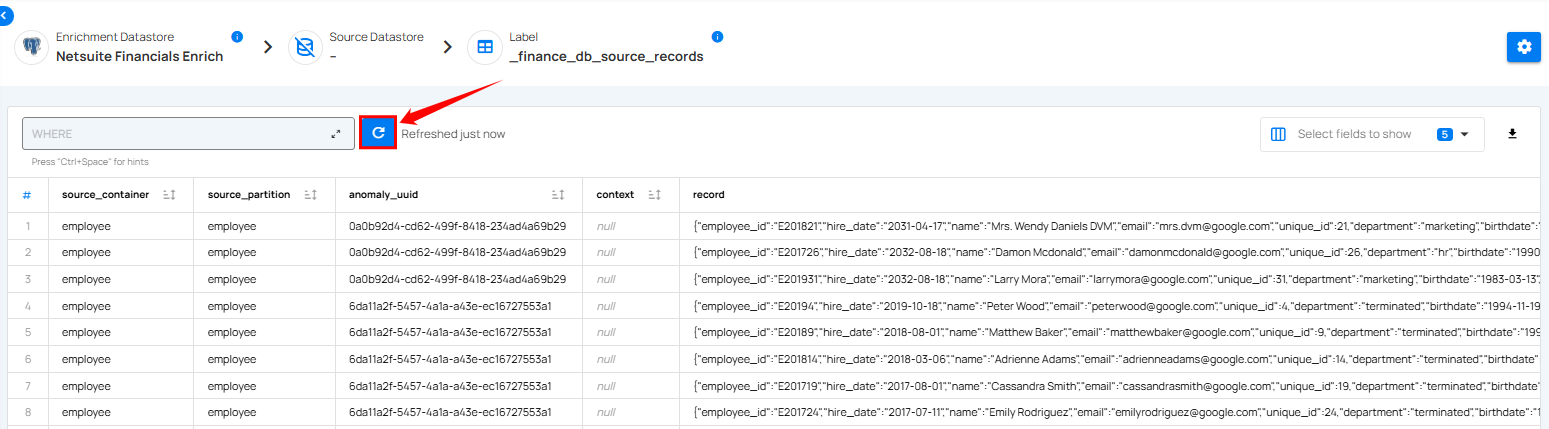 Enrichment Datastore
Netsuite Financials Enrich
Source Datastore
–
Label
_finance_db_source_records
WHERE
Refreshed just now
Select fields to show 5
Press "Ctrl+Space" for hints
# source_container source_partition anomaly_uuid context record
1 employee employee 0a0b92d4-cd62-499f-8418-234ad4a69b29 null {"employee_id":"E201821","hire_date":"2031-04-17","name":"Mrs. Wendy Daniels DVM","email":"mrs.dvm@google.com","unique_id":21,"department":"marketing","birthdate":"
2 employee employee 0a0b92d4-cd62-499f-8418-234ad4a69b29 null {"employee_id":"E201726","hire_date":"2032-08-18","name":"Damon Mcdonald","email":"damonmcdonald@google.com","unique_id":26,"department":"hr","birthdate":"1990
3 employee employee 0a0b92d4-cd62-499f-8418-234ad4a69b29 null {"employee_id":"E201931","hire_date":"2032-08-18","name":"Larry Mora","email":"larrymora@google.com","unique_id":31,"department":"marketing","birthdate":"1983-03-13",
4 employee employee 6da11a2f-5457-4a1a-a43e-ec16727553a1 null {"employee_id":"E20194","hire_date":"2019-10-18","name":"Peter Wood","email":"peterwood@google.com","unique_id":4,"department":"terminated","birthdate":"1994-11-19
5 employee employee 6da11a2f-5457-4a1a-a43e-ec16727553a1 null {"employee_id":"E20189","hire_date":"2018-08-01","name":"Matthew Baker","email":"matthewbaker@google.com","unique_id":9,"department":"terminated","birthdate":"199
6 employee employee 6da11a2f-5457-4a1a-a43e-ec16727553a1 null {"employee_id":"E201814","hire_date":"2018-03-06","name":"Adrienne Adams","email":"adrienneadams@google.com","unique_id":14,"department":"terminated","birthdate"
7 employee employee 6da11a2f-5457-4a1a-a43e-ec16727553a1 null {"employee_id":"E201719","hire_date":"2017-08-01","name":"Cassandra Smith","email":"cassandrasmith@google.com","unique_id":19,"department":"terminated","birthdat
8 employee employee 6da11a2f-5457-4a1a-a43e-ec16727553a1 null {"employee_id":"E201724","hire_date":"2017-07-11","name":"Emily Rodriguez","email":"emilyrodriguez@google.com","unique_id":24,"department":"terminated","birthdate":"1